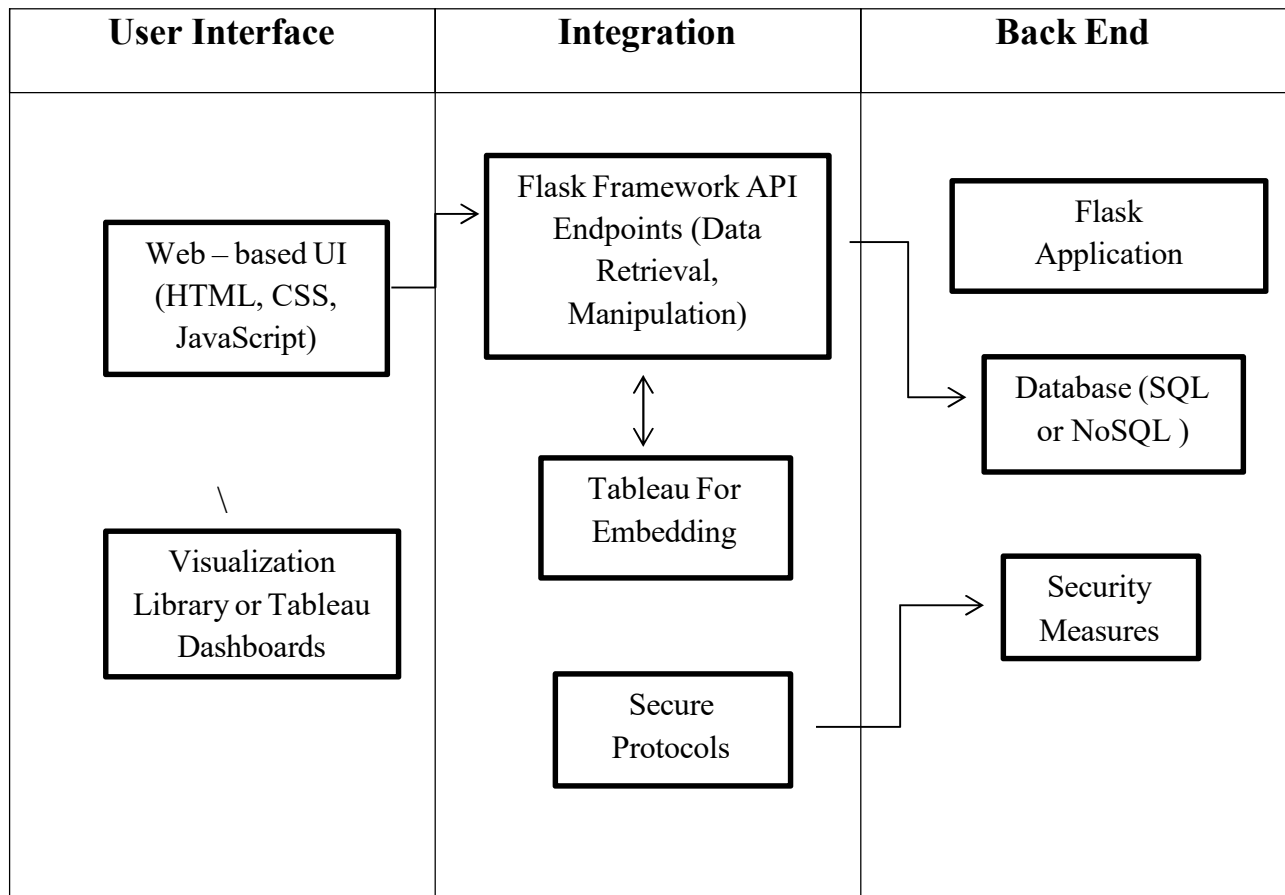 User Interface
Integration
Back End
Web – based UI
(HTML, CSS,
JavaScript)
\
Visualization
Library or Tableau
Dashboards
Flask Framework API
Endpoints (Data
Retrieval,
Manipulation)
Tableau For
Embedding
Secure
Protocols
Flask
Application
Database (SQL
or NoSQL )
Security
Measures